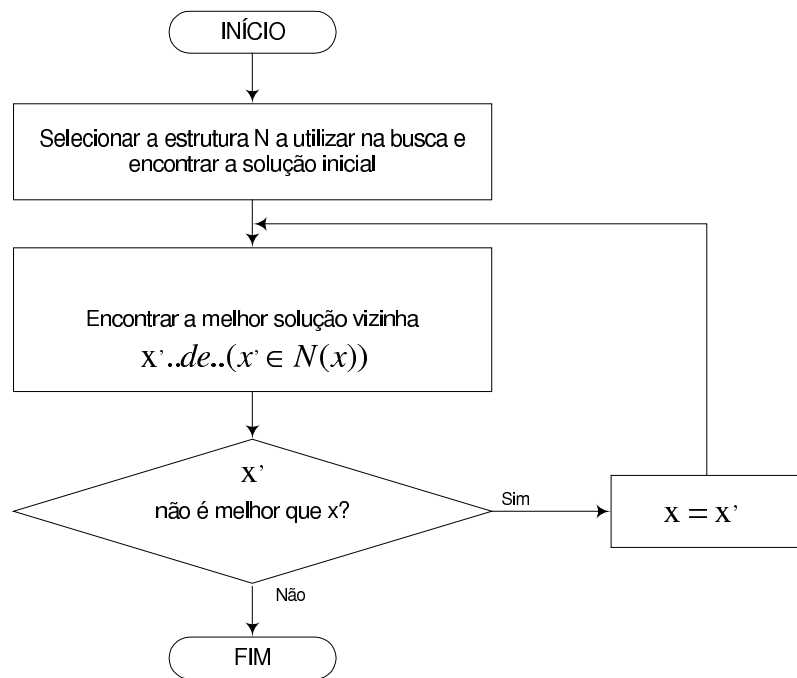 INÍCIO
Selecionar a estrutura N a utilizar na busca e
encontrar a solução inicial
Encontrar a melhor solução vizinha
x'..de..(x' ∈ N(x))
x'
não é melhor que x?
Sim
x = x'
Não
FIM